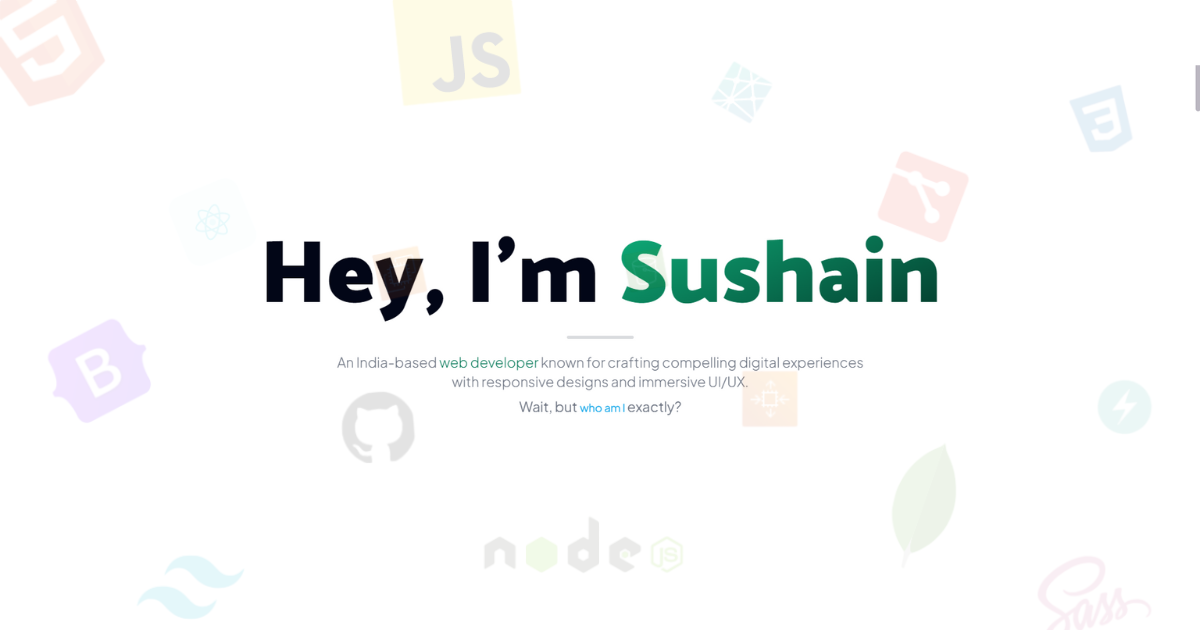 JS
Hey, I’m Sushain
An India-based web developer known for crafting compelling digital experiences
with responsive designs and immersive UI/UX.
Wait, but who am I exactly?
B
node JS
Sass